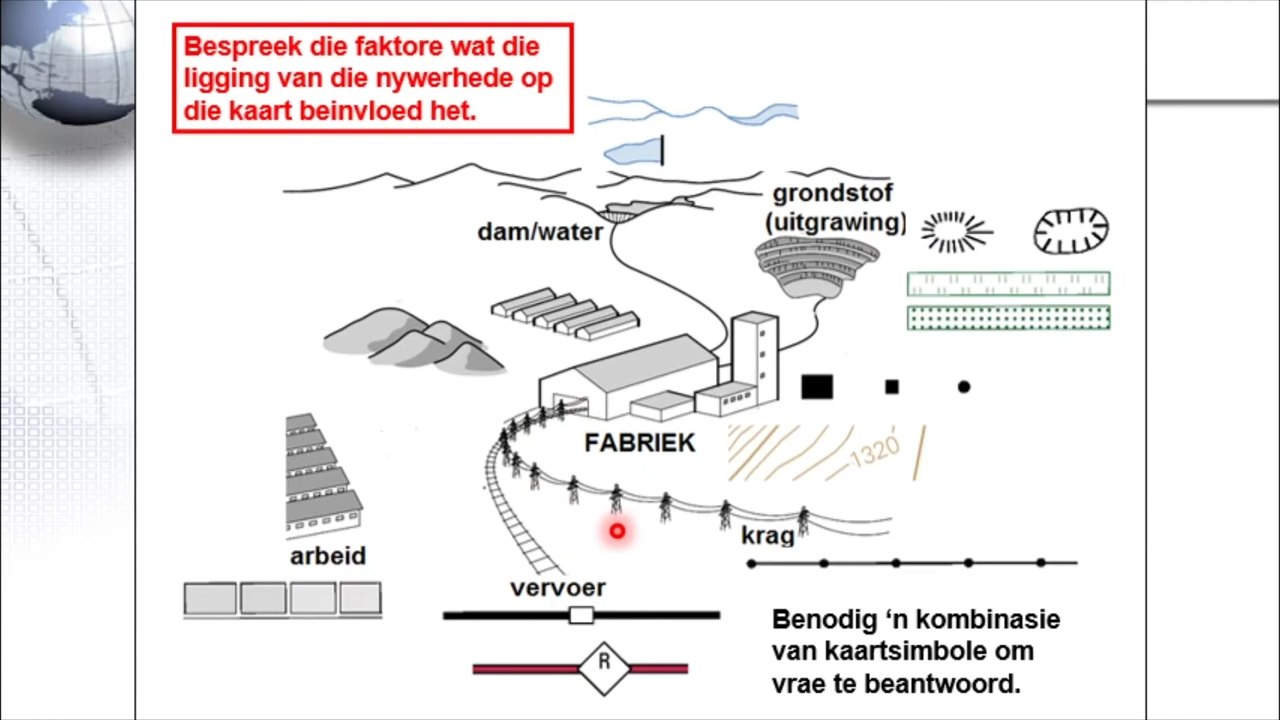 Bespreek die faktore wat die
ligging van die nywerhede op
die kaart beinvloed het.
grondstof
(uitgrawing)
dam/water
FABRIEK
1320
krag
arbeid
vervoer
R
Benodig ‘n kombinasie
van kaartsimbole om
vrae te beantwoord.